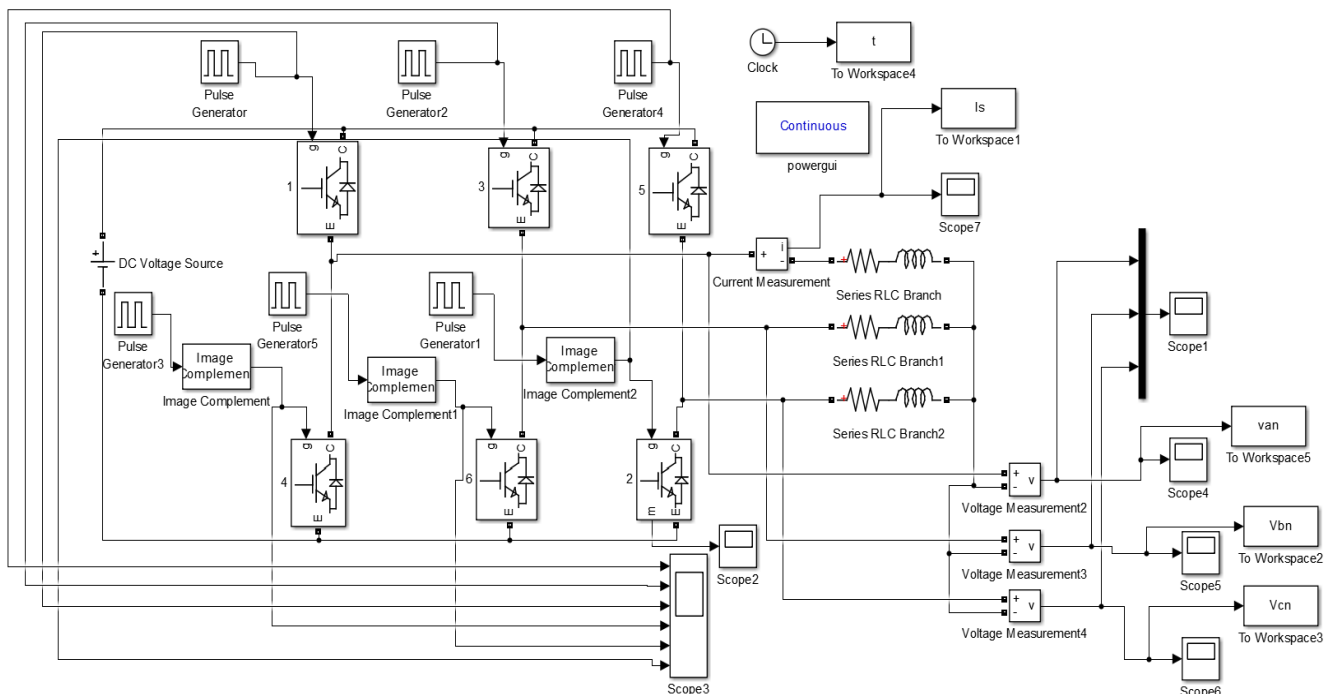 Pulse
Generator
Pulse
Generator2
Pulse
Generator4
Clock
t
To Workspace4
Continuous
powergui
Is
To Workspace1
Scope7
g
C
1
E
g
C
3
E
g
C
5
E
+
DC Voltage Source
+
i
-
Current Measurement
+
Series RLC Branch
+
Series RLC Branch1
+
Series RLC Branch2
Scope1
Pulse
Generator3
Pulse
Generator5
Pulse
Generator1
Image
Complemen
Image Complement
Image
Complemen
Image Complement1
Image
Complemen
Image Complement2
g
C
4
E
g
C
6
E
g
C
2
m
E
Scope2
Scope3
+
-
v
Voltage Measurement2
+
-
v
Voltage Measurement3
+
-
v
Voltage Measurement4
van
To Workspace5
Scope4
Vbn
To Workspace2
Scope5
Vcn
To Workspace3
Scope6